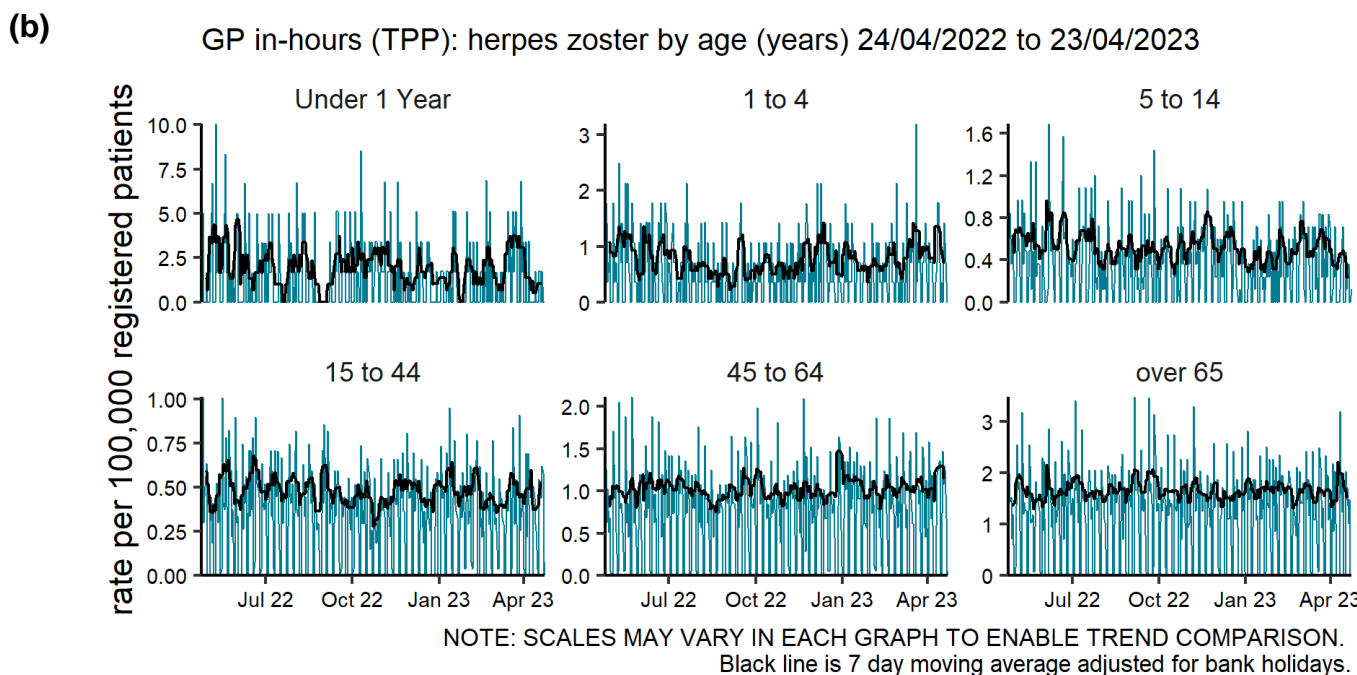 (b)
GP in-hours (TPP): herpes zoster by age (years) 24/04/2022 to 23/04/2023
rate per 100,000 registered patients
Under 1 Year
10.0
7.5
5.0
2.5
0.0
1 to 4
3
2
1
0
5 to 14
1.6
1.2
0.8
0.4
0.0
15 to 44
1.00
0.75
0.50
0.25
0.00
Jul 22 Oct 22 Jan 23 Apr 23
45 to 64
2.0
1.5
1.0
0.5
0.0
Jul 22 Oct 22 Jan 23 Apr 23
over 65
3
2
1
0
Jul 22 Oct 22 Jan 23 Apr 23
NOTE: SCALES MAY VARY IN EACH GRAPH TO ENABLE TREND COMPARISON.
Black line is 7 day moving average adjusted for bank holidays.